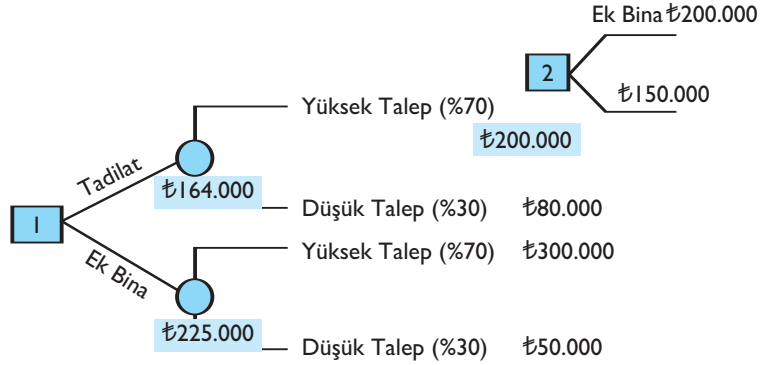 Ek Bina ₺200.000
2
₺150.000
Yüksek Talep (%70)
₺200.000
Tadilat
₺164.000
Düşük Talep (%30) ₺80.000
1
Yüksek Talep (%70) ₺300.000
Ek Bina
₺225.000
Düşük Talep (%30) ₺50.000